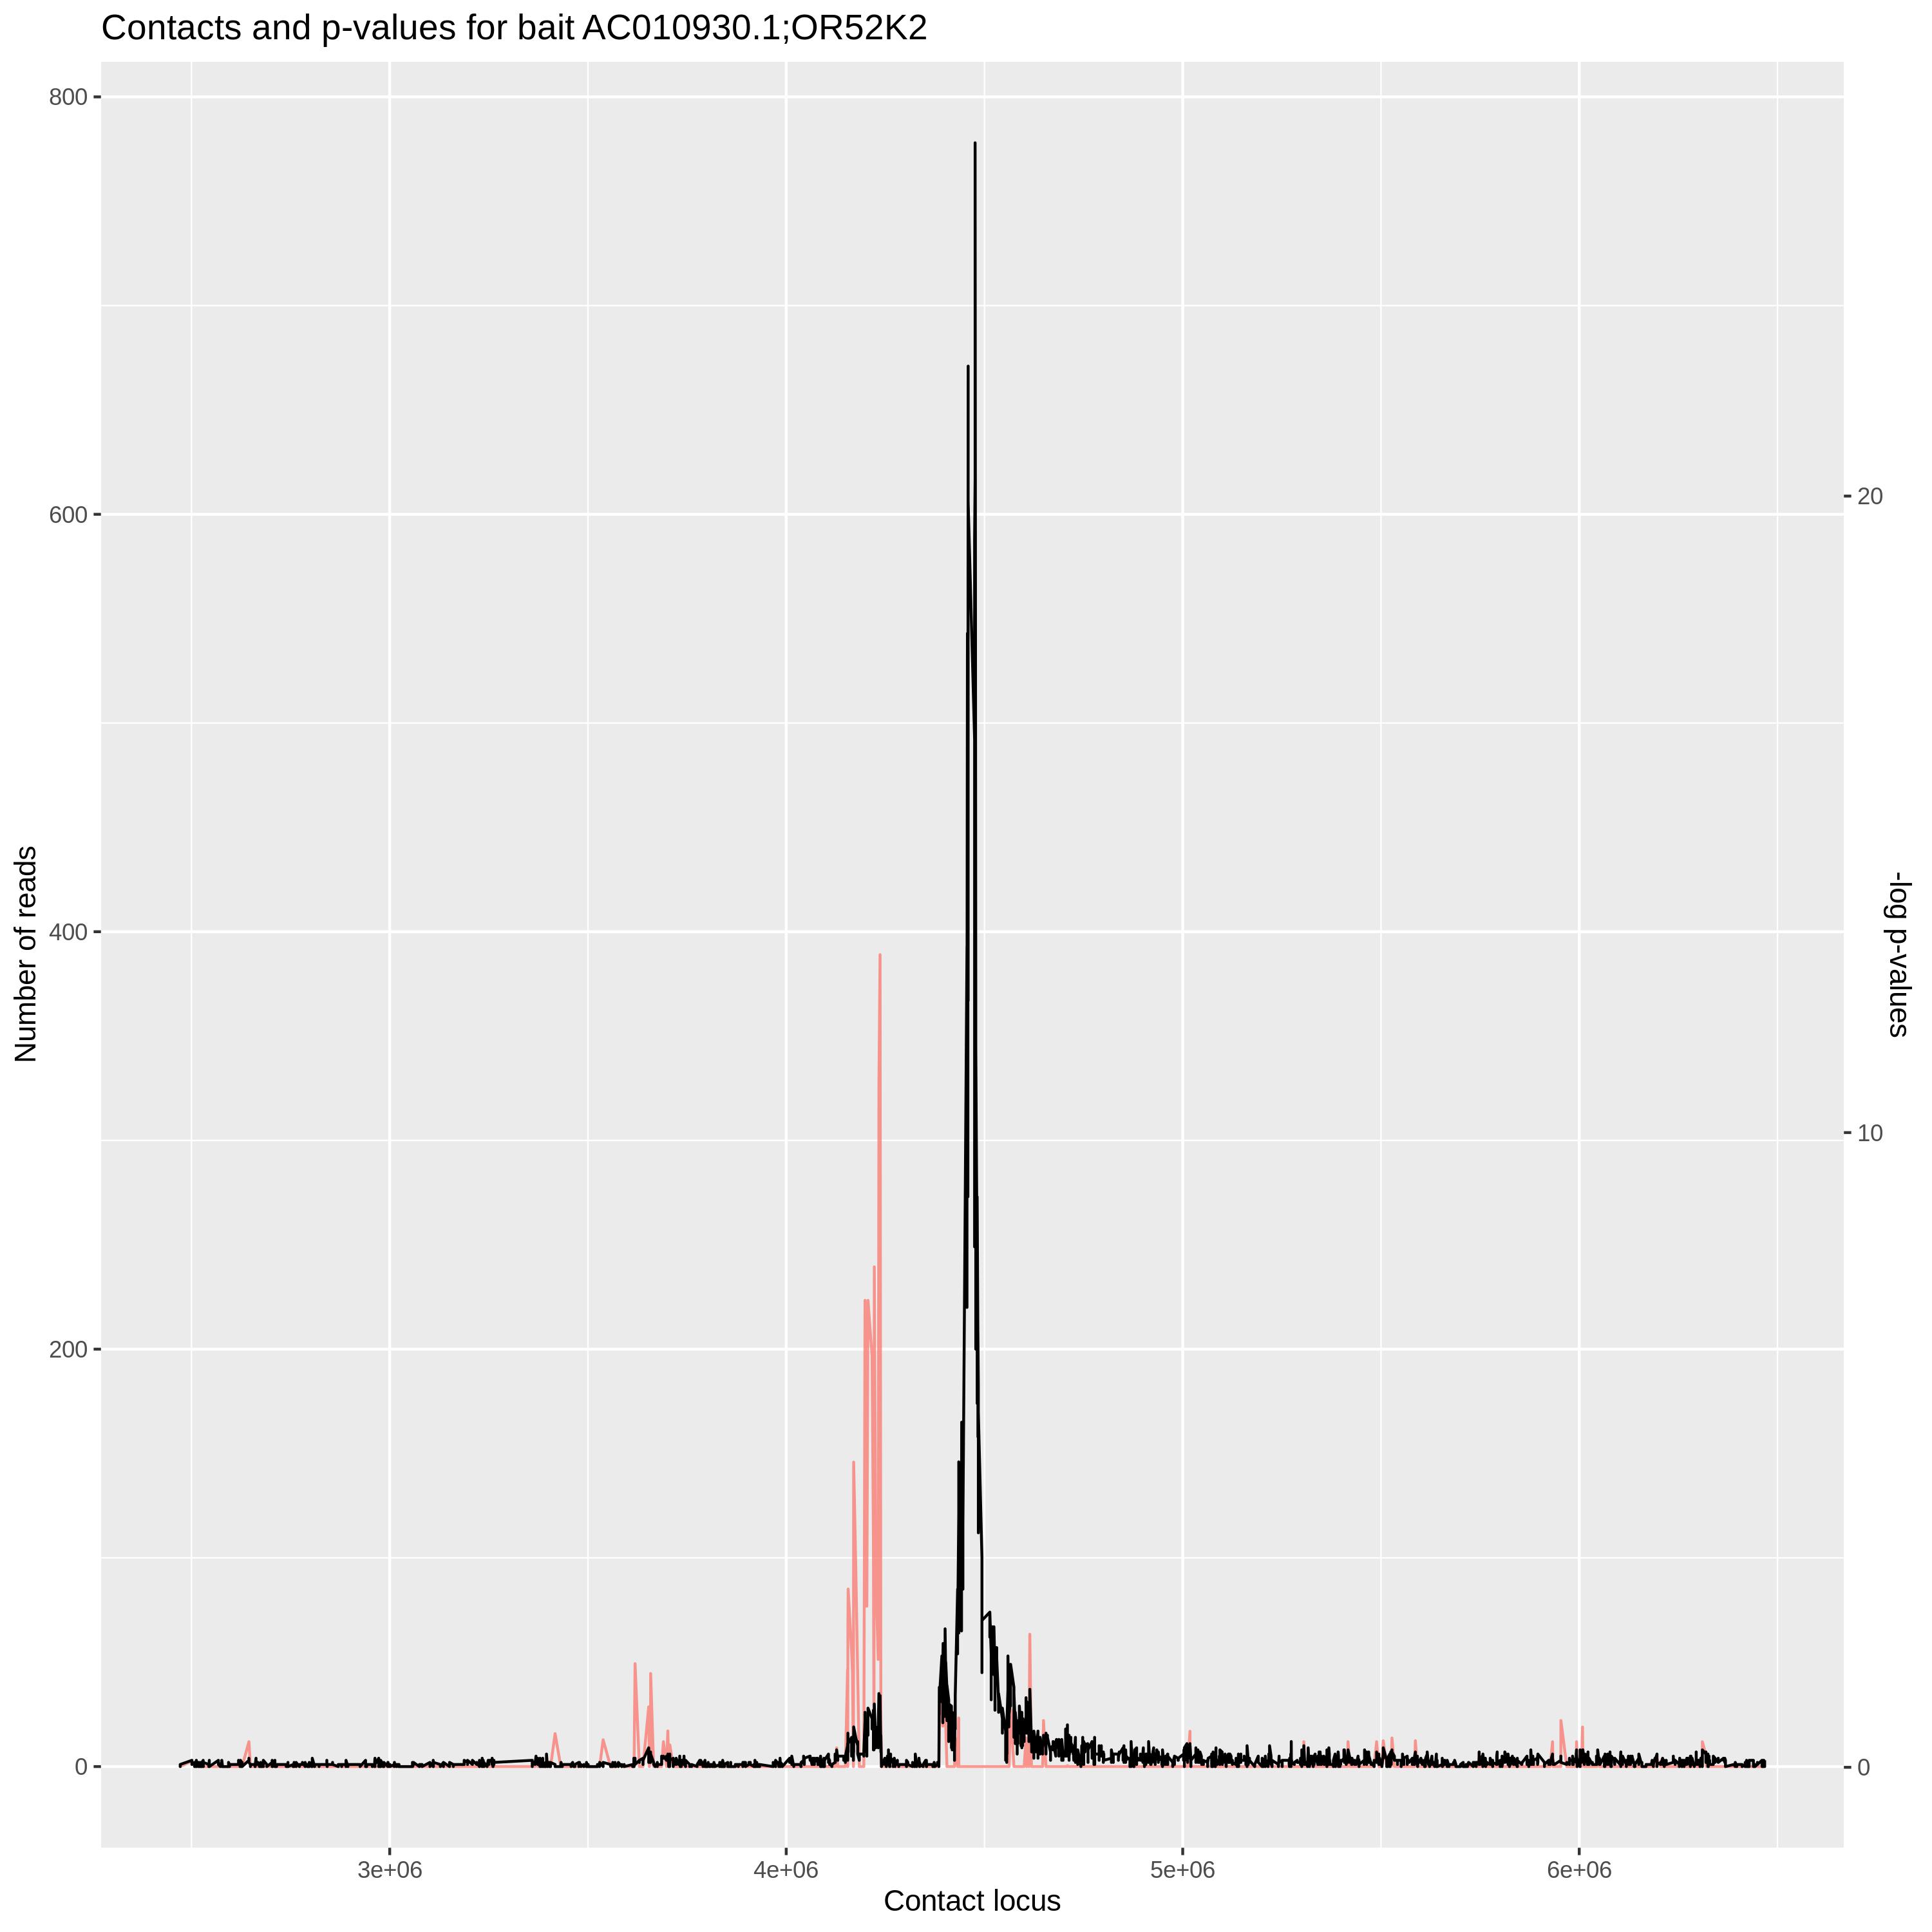 Contacts and p-values for bait AC010930.1;OR52K2
800
600
400
200
0
Number of reads
20
10
0
-log p-values
3e+06
4e+06
5e+06
6e+06
Contact locus